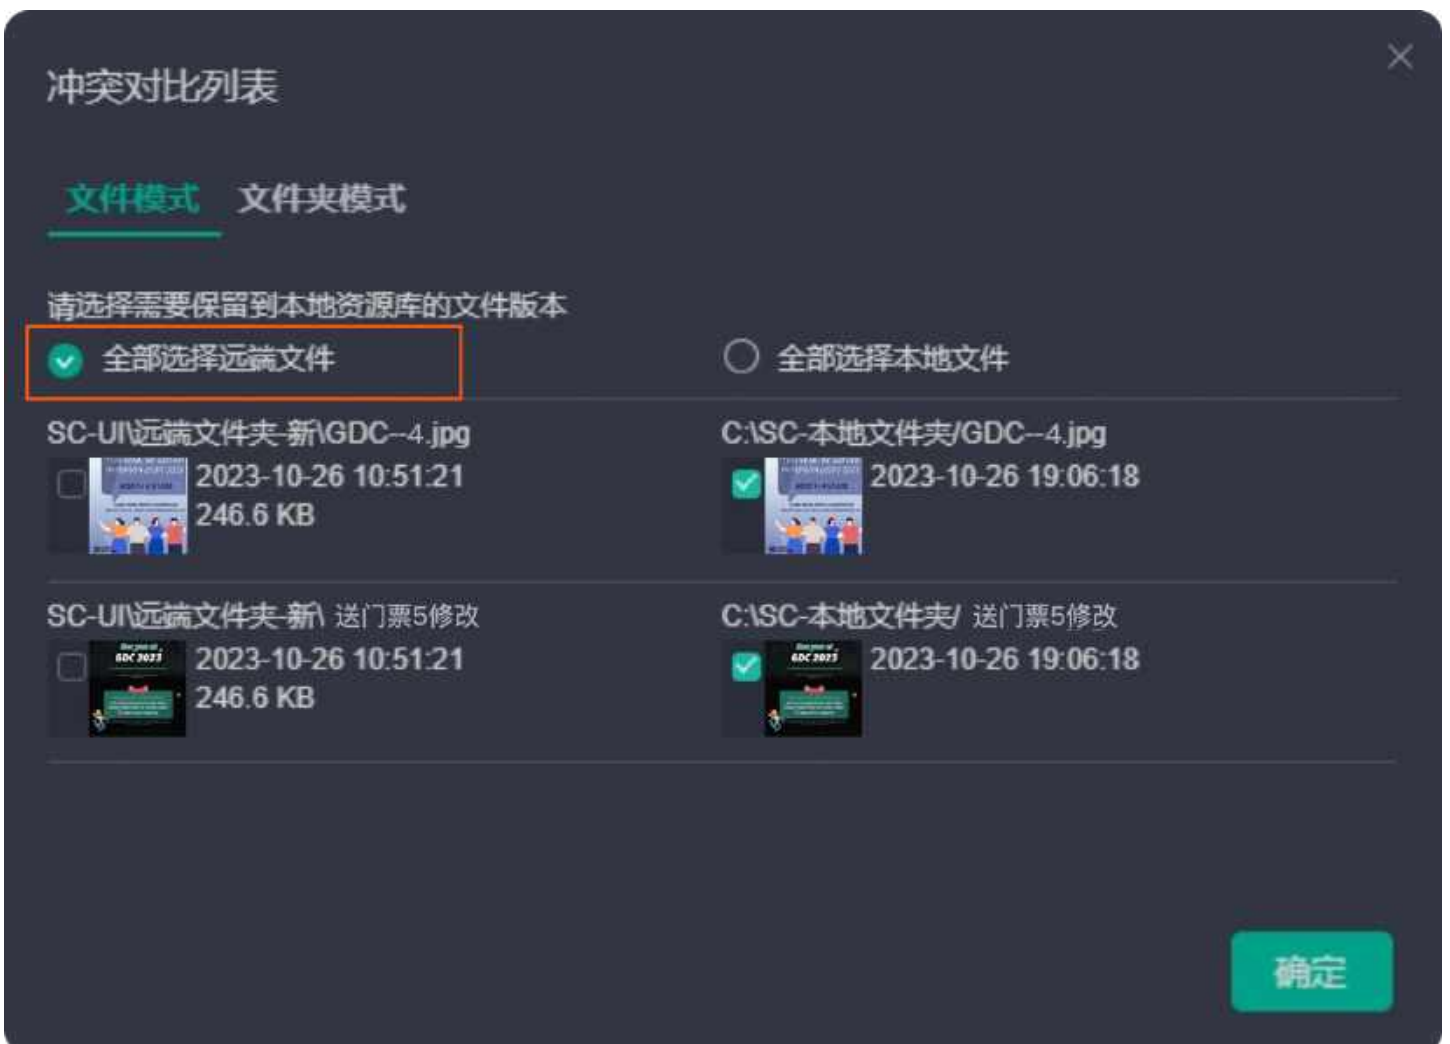 冲突对比列表
文件模式 文件夹模式
请选择需要保留到本地资源库的文件版本
全部选择远端文件 全部选择本地文件
SC-UI\远端文件夹-新\GDC--4.jpg C:\SC-本地文件夹/GDC--4.jpg
2023-10-26 10:51:21 2023-10-26 19:06:18
246.6 KB
SC-UI\远端文件夹-新\ 送门票5修改 C:\SC-本地文件夹/ 送门票5修改
GDC 2023 2023-10-26 10:51:21 GDC 2023 2023-10-26 19:06:18
246.6 KB
确定